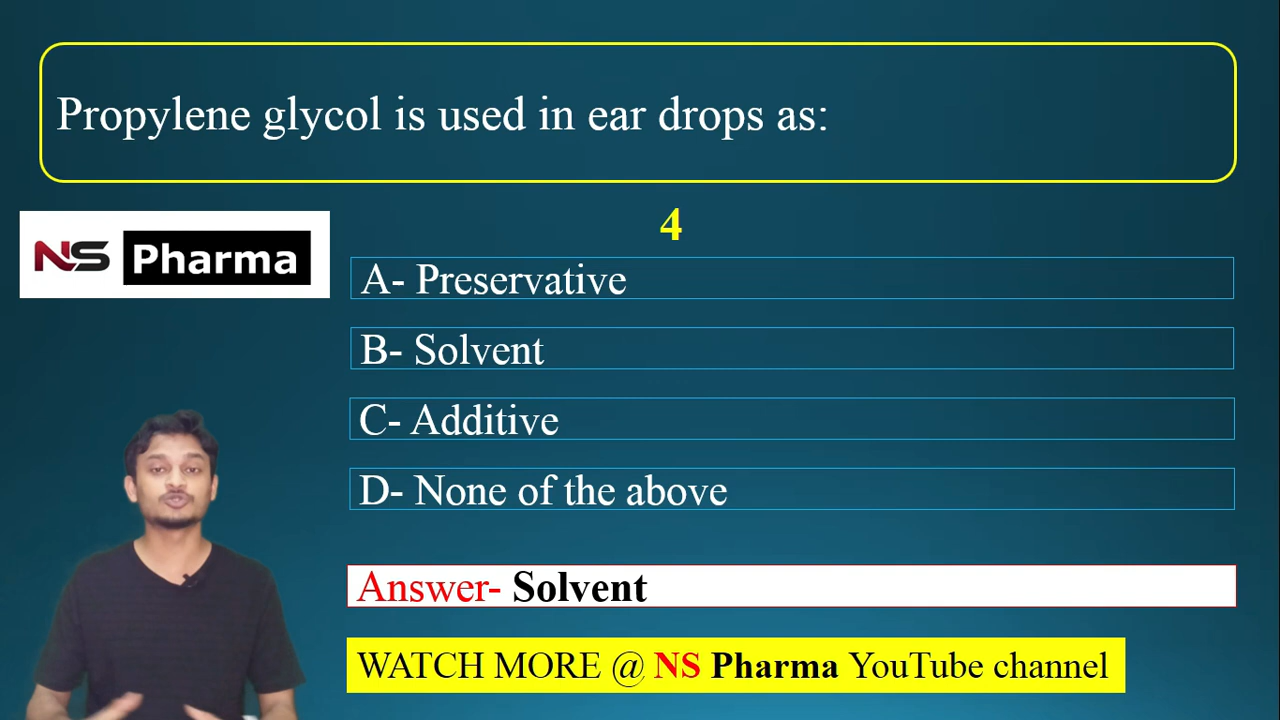 Propylene glycol is used in ear drops as:
4
NS Pharma
A- Preservative
B- Solvent
C- Additive
D- None of the above
Answer- Solvent
WATCH MORE @ NS Pharma YouTube channel